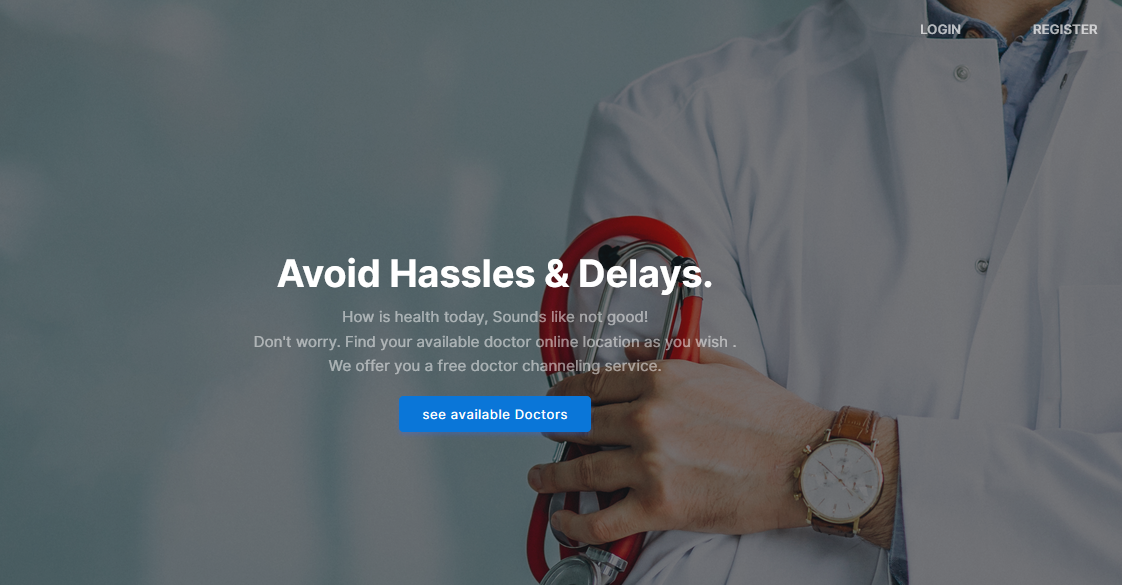 LOGIN REGISTER
Avoid Hassles & Delays.
How is health today, Sounds like not good!
Don't worry. Find your available doctor online location as you wish .
We offer you a free doctor channeling service.
see available Doctors